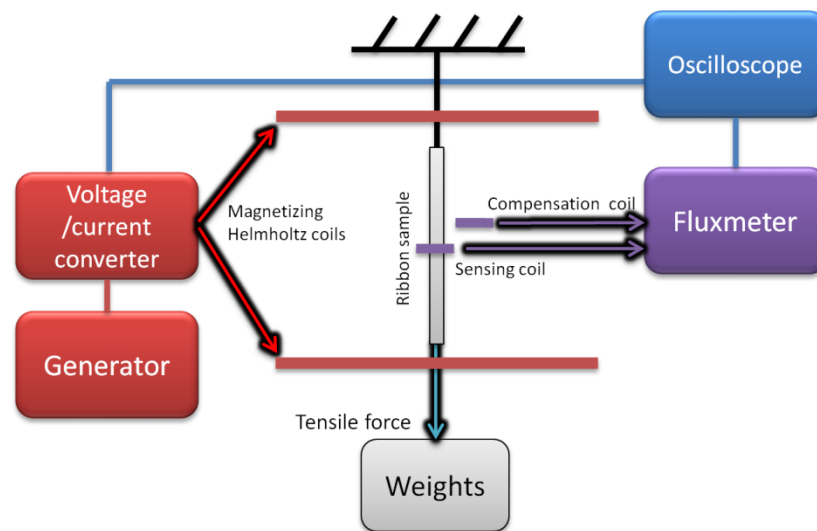 Oscilloscope
Voltage
/current
converter
Magnetizing
Helmholtz coils
Ribbon sample
Compensation coil
Sensing coil
Fluxmeter
Generator
Tensile force
Weights